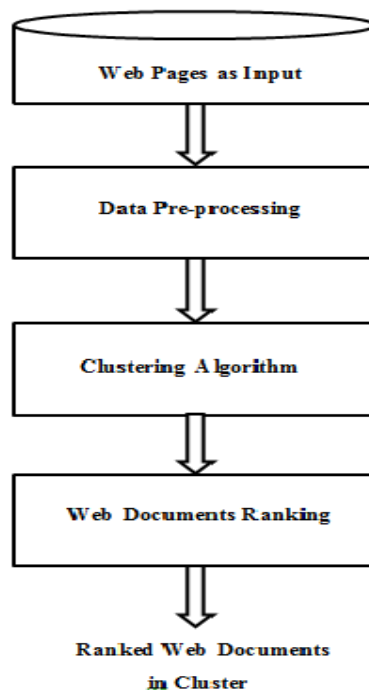 Web Pages as Input
Data Pre-processing
Clustering Algorithm
Web Documents Ranking
Ranked Web Documents
in Cluster